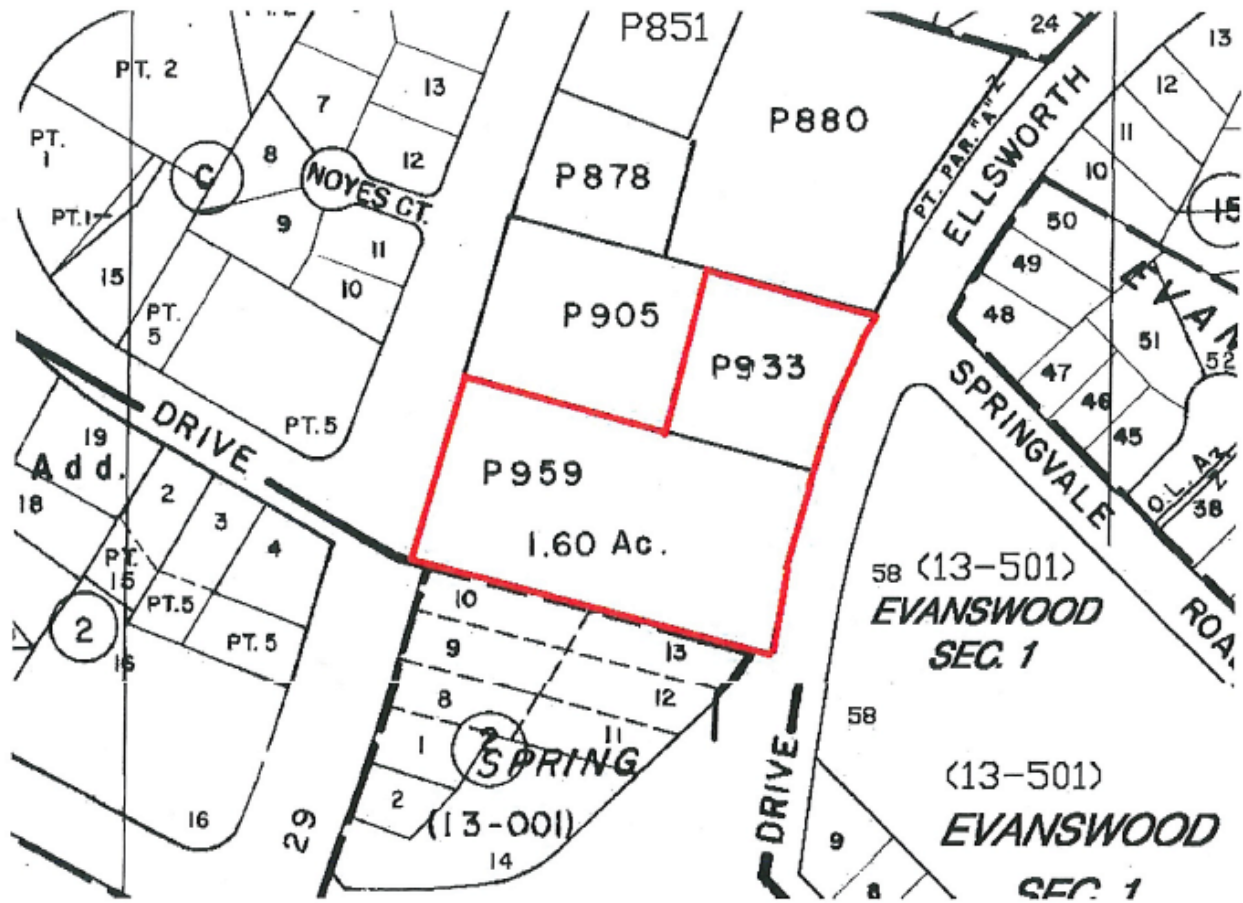 P851
24
13
PT. 2
7
13
12
P880
PT. PAR. "A" 2
ELLSWORTH
11
10
PT.
1
8
C
12
NOYES CT.
P878
15
PT.1
9
11
50
49
EVAN
15
10
48
51
PT.
5
P905
P933
52
47
46
45
SPRINGVALE
DRIVE
PT.5
19
Add.
P959
2
3
18
4
O.L. A
38
1.60 Ac.
PT.
15
PT.5
PT. 5
2
16
10
9
13
58 (13-501)
EVANSWOOD
SEC. 1
8
12
11
1
58
SPRING
2
(13-001)
14
16
29
DRIVE
(13-501)
EVANSWOOD
9
8
SEC. 1